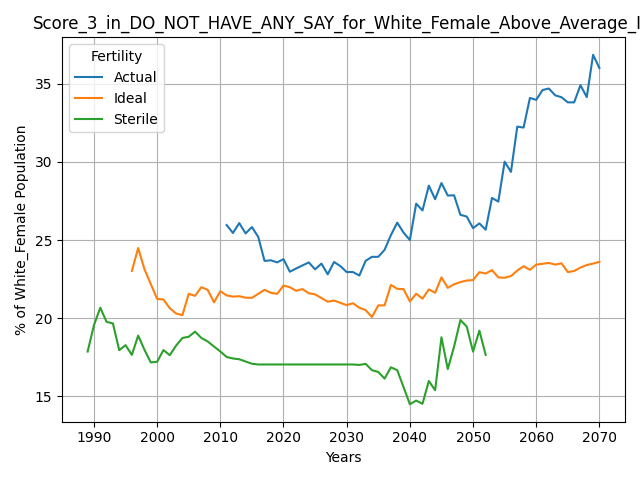 Score_3_in_DO_NOT_HAVE_ANY_SAY_for_White_Female_Above_Average_I
Fertility
Actual
Ideal
Sterile
% of White_Female Population
35
30
25
20
15
1990 2000 2010 2020 2030 2040 2050 2060 2070
Years